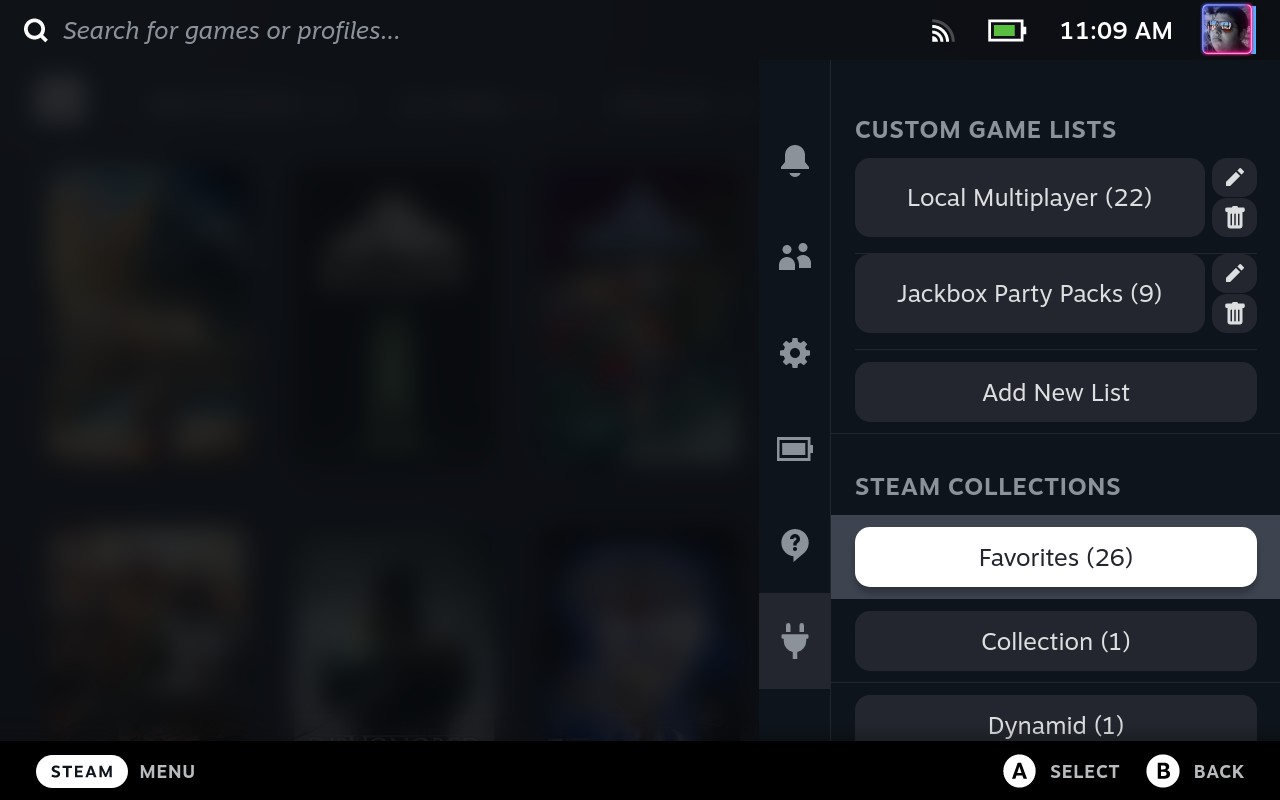 Search for games or profiles...
11:09 AM
CUSTOM GAME LISTS
Local Multiplayer (22)
Jackbox Party Packs (9)
Add New List
STEAM COLLECTIONS
Favorites (26)
Collection (1)
Dynamid (1)
STEAM MENU
A SELECT B BACK